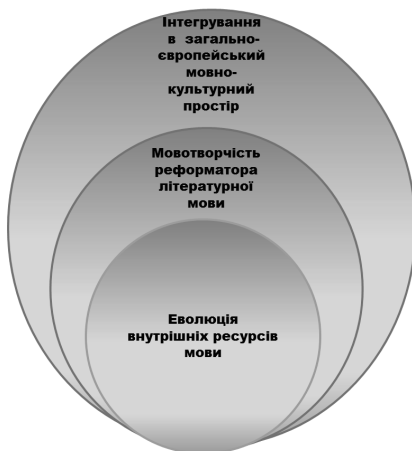 Інтегрування
в загально-
європейський
мовно-
культурний
простір
Мовотворчість
реформатора
літературної
мови
Еволюція
внутрішніх ресурсів
мови